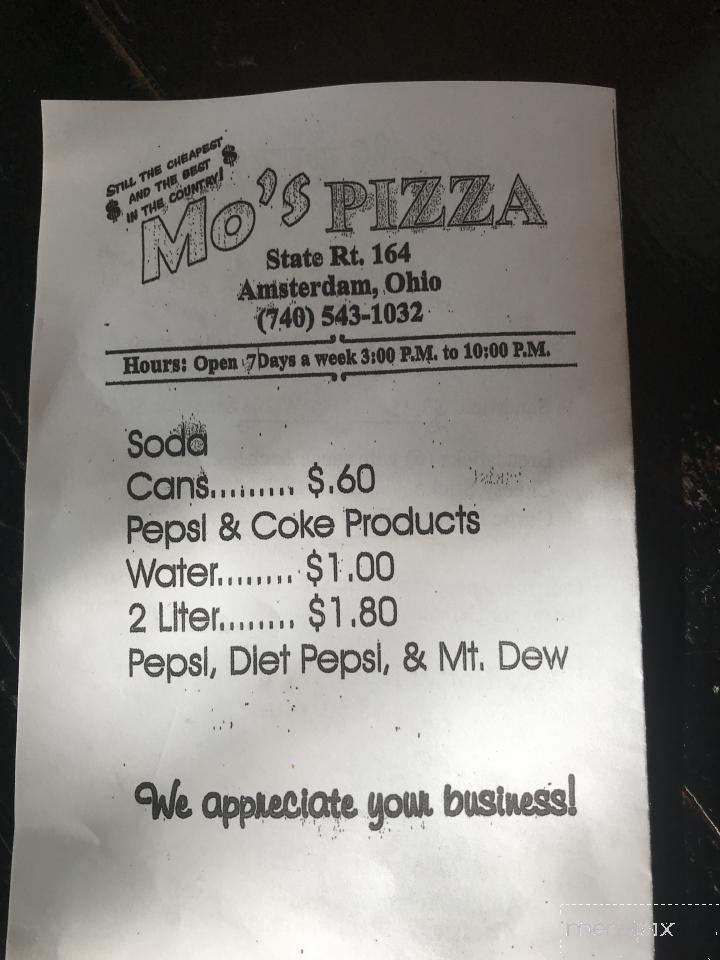 $ STILL THE CHEAPEST $
AND THE BEST
IN THE COUNTRY!
Mo's PIZZA
State Rt. 164
Amsterdam, Ohio
(740) 543-1032
Hours: Open 7 Days a week 3:00 P.M. to 10:00 P.M.
Soda
Cans......... $.60
Pepsi & Coke Products
Water........ $1.00
2 Liter........ $1.80
Pepsi, Diet Pepsi, & Mt. Dew
We appreciate your business!